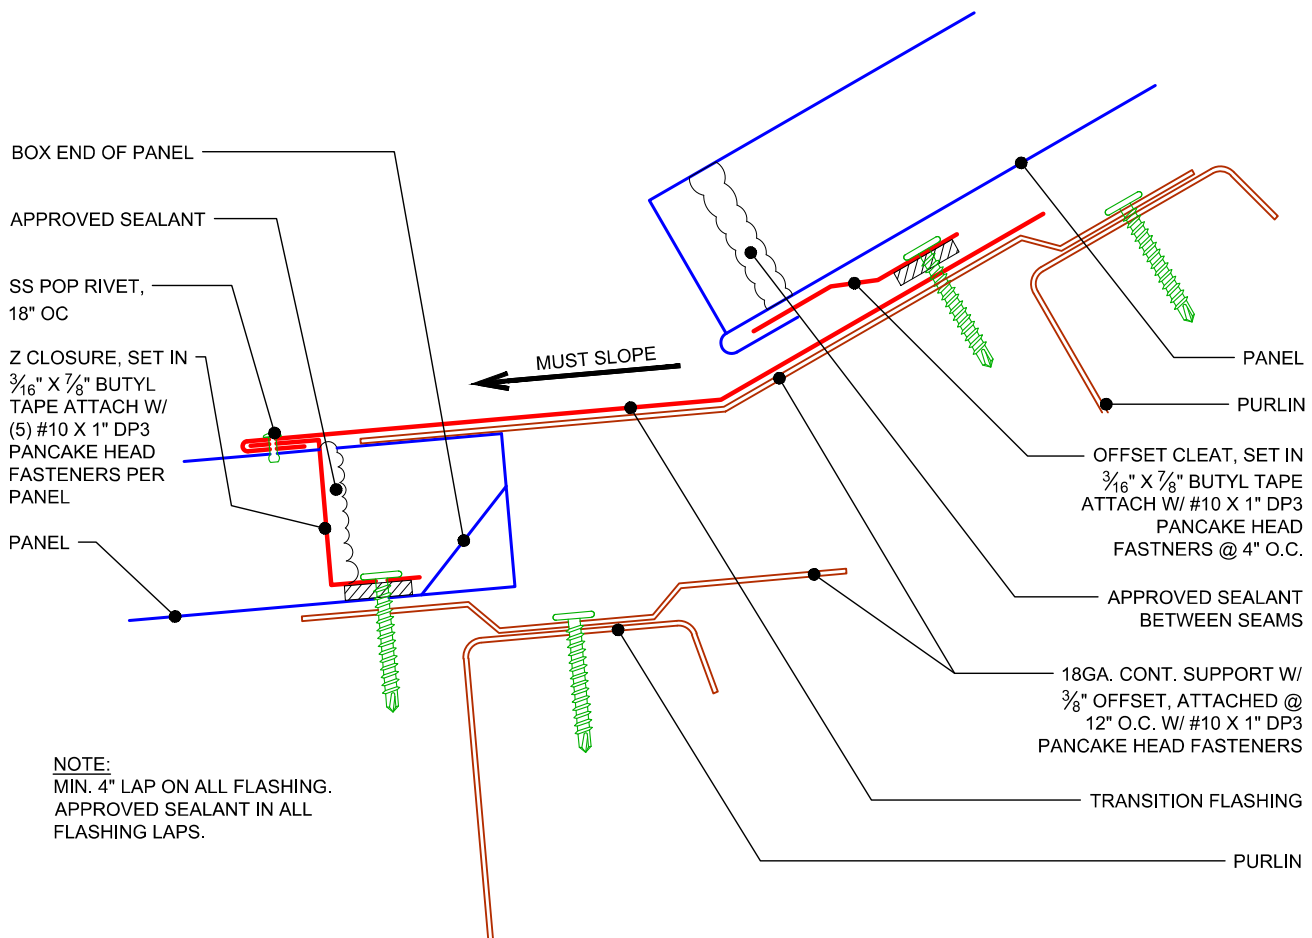 BOX END OF PANEL
APPROVED SEALANT
SS POP RIVET,
18" OC
Z CLOSURE, SET IN
3/16" X 7/8" BUTYL
TAPE ATTACH W/
(5) #10 X 1" DP3
PANCAKE HEAD
FASTENERS PER
PANEL
PANEL
MUST SLOPE
PANEL
PURLIN
OFFSET CLEAT, SET IN
3/16" X 7/8" BUTYL TAPE
ATTACH W/ #10 X 1" DP3
PANCAKE HEAD
FASTNERS @ 4" O.C.
APPROVED SEALANT
BETWEEN SEAMS
18GA. CONT. SUPPORT W/
3/8" OFFSET, ATTACHED @
12" O.C. W/ #10 X 1" DP3
PANCAKE HEAD FASTENERS
TRANSITION FLASHING
PURLIN
NOTE:
MIN. 4" LAP ON ALL FLASHING.
APPROVED SEALANT IN ALL
FLASHING LAPS.